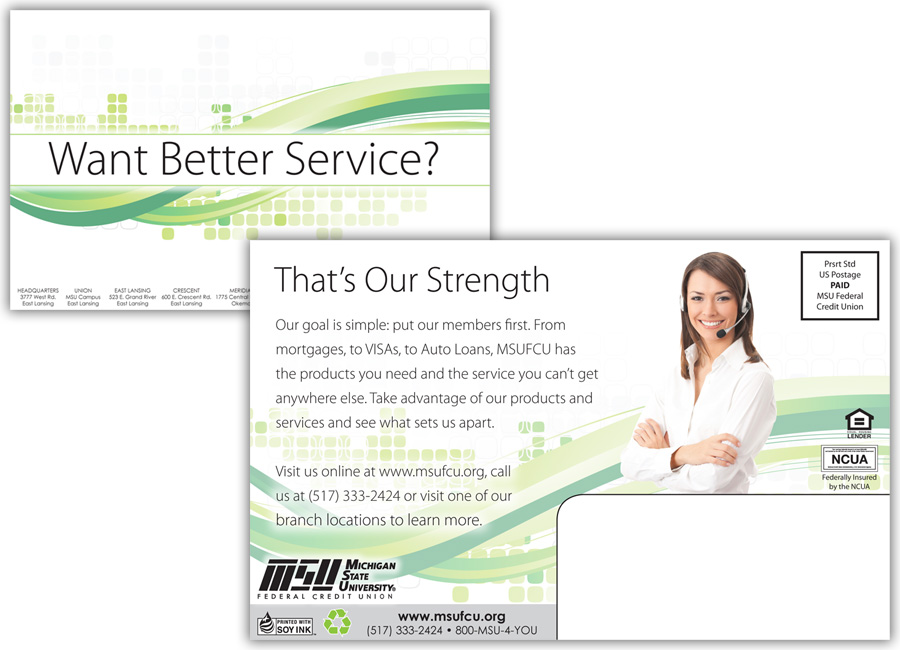 Want Better Service?
HEADQUARTERS
3777 West Rd.
East Lansing
UNION
MSU Campus
East Lansing
EAST LANSING
523 E. Grand River
East Lansing
CRESCENT
600 E. Crescent Rd.
East Lansing
1775 Central
That's Our Strength
Our goal is simple: put our members first. From
mortgages, to VISAs, to Auto Loans, MSUFCU has
the products you need and the service you can't get
anywhere else. Take advantage of our products and
services and see what sets us apart.
Visit us online at www.msufcu.org, call
us at (517) 333-2424 or visit one of our
branch locations to learn more.
MSU MICHIGAN
STATE
UNIVERSITY®
FEDERAL CREDIT UNION
PRINTED WITH
SOY INK™
www.msufcu.org
(517) 333-2424 • 800-MSU-4-YOU
Prsrt Std
US Postage
PAID
MSU Federal
Credit Union
LENDER
NCUA
Federally Insured
by the NCUA